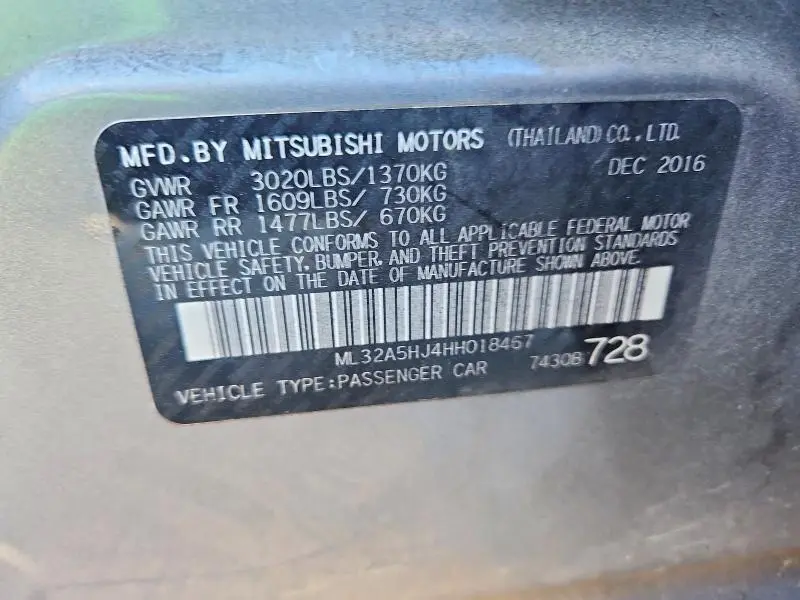 MFD. BY MITSUBISHI MOTORS (THAILAND) CO., LTD.
GVWR 3020LBS/1370KG DEC 2016
GAWR FR 1609LBS/ 730KG
GAWR RR 1477LBS/ 670KG
THIS VEHICLE CONFORMS TO ALL APPLICABLE FEDERAL MOTOR
VEHICLE SAFETY, BUMPER, AND THEFT PREVENTION STANDARDS
IN EFFECT ON THE DATE OF MANUFACTURE SHOWN ABOVE.
ML32A5HJ4HH018467
VEHICLE TYPE:PASSENGER CAR 7430B 728